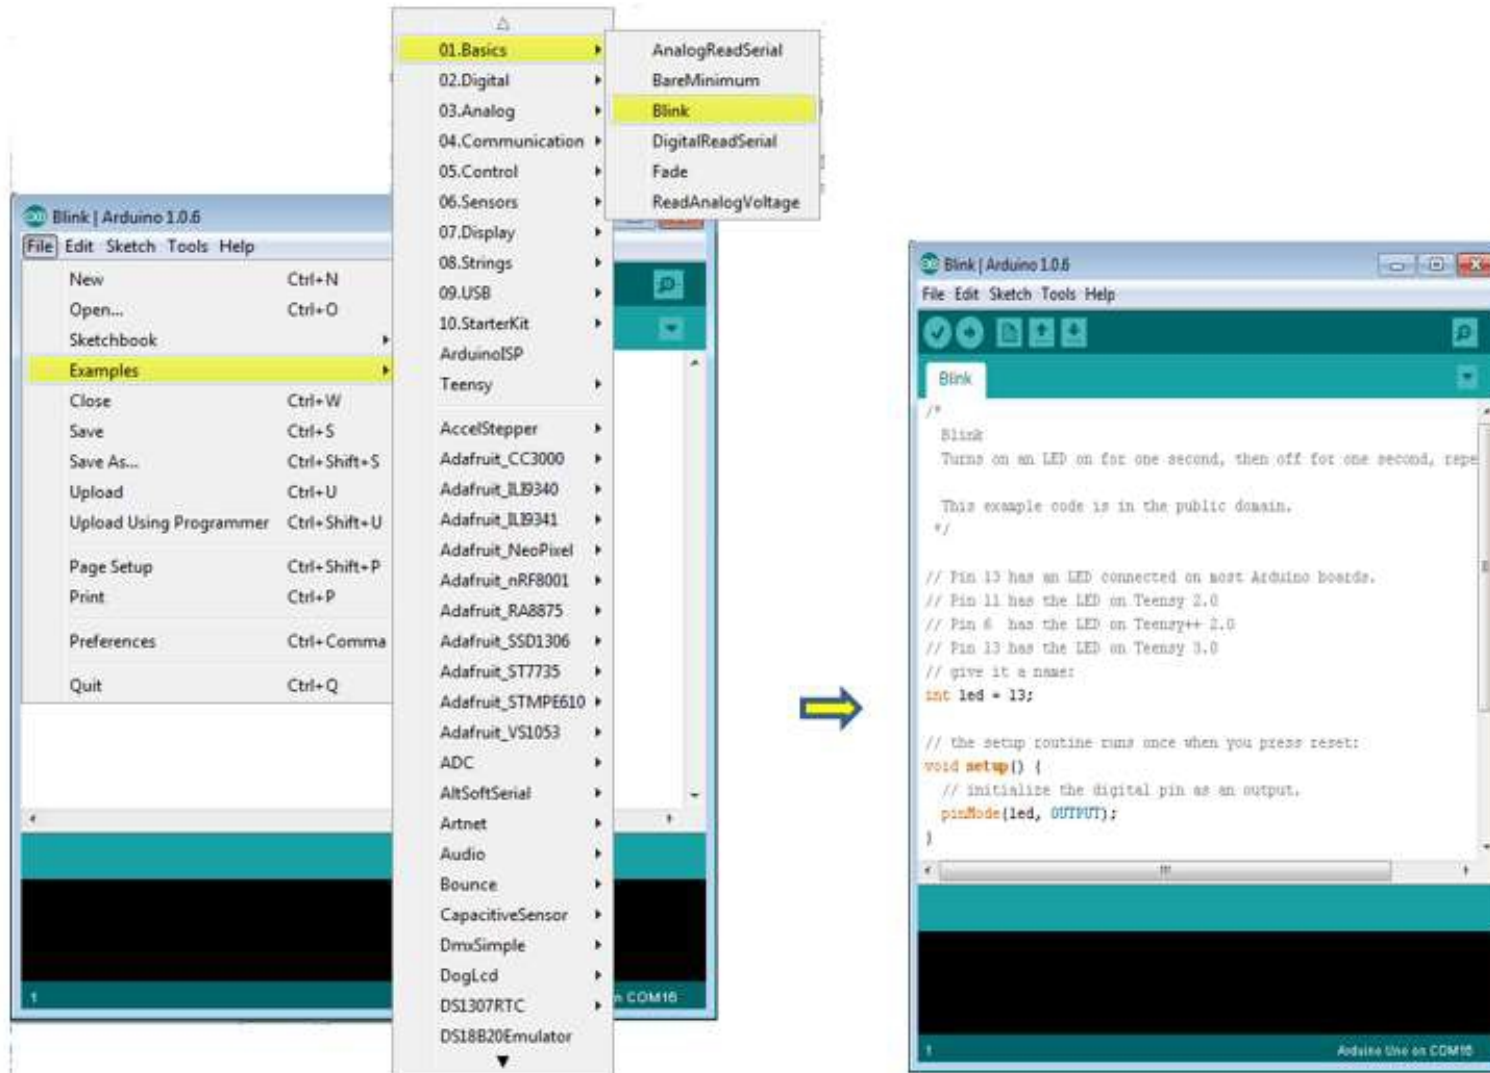 Blink | Arduino 1.0.6
File Edit Sketch Tools Help
New Ctrl+N
Open... Ctrl+O
Sketchbook
Examples
Close Ctrl+W
Save Ctrl+S
Save As... Ctrl+Shift+S
Upload Ctrl+U
Upload Using Programmer Ctrl+Shift+U
Page Setup Ctrl+Shift+P
Print Ctrl+P
Preferences Ctrl+Comma
Quit Ctrl+Q
1
n COM16
01.Basics
02.Digital
03.Analog
04.Communication
05.Control
06.Sensors
07.Display
08.Strings
09.USB
10.StarterKit
ArduinoISP
Teensy
AccelStepper
Adafruit_CC3000
Adafruit_ILI9340
Adafruit_ILI9341
Adafruit_NeoPixel
Adafruit_nRF8001
Adafruit_RA8875
Adafruit_SSD1306
Adafruit_ST7735
Adafruit_STMPE610
Adafruit_VS1053
ADC
AltSoftSerial
Artnet
Audio
Bounce
CapacitiveSensor
DmxSimple
DogLcd
DS1307RTC
DS18B20Emulator
AnalogReadSerial
BareMinimum
Blink
DigitalReadSerial
Fade
ReadAnalogVoltage
Blink | Arduino 1.0.6
File Edit Sketch Tools Help
Blink
/*
Blink
Turns on an LED on for one second, then off for one second, repe
This example code is in the public domain.
*/
// Pin 13 has an LED connected on most Arduino boards.
// Pin 11 has the LED on Teensy 2.0
// Pin 6 has the LED on Teensy++ 2.0
// Pin 13 has the LED on Teensy 3.0
// give it a name:
int led = 13;
// the setup routine runs once when you press reset:
void setup() {
// initialize the digital pin as an output.
pinMode(led, OUTPUT);
}
1
Arduino Uno on COM16